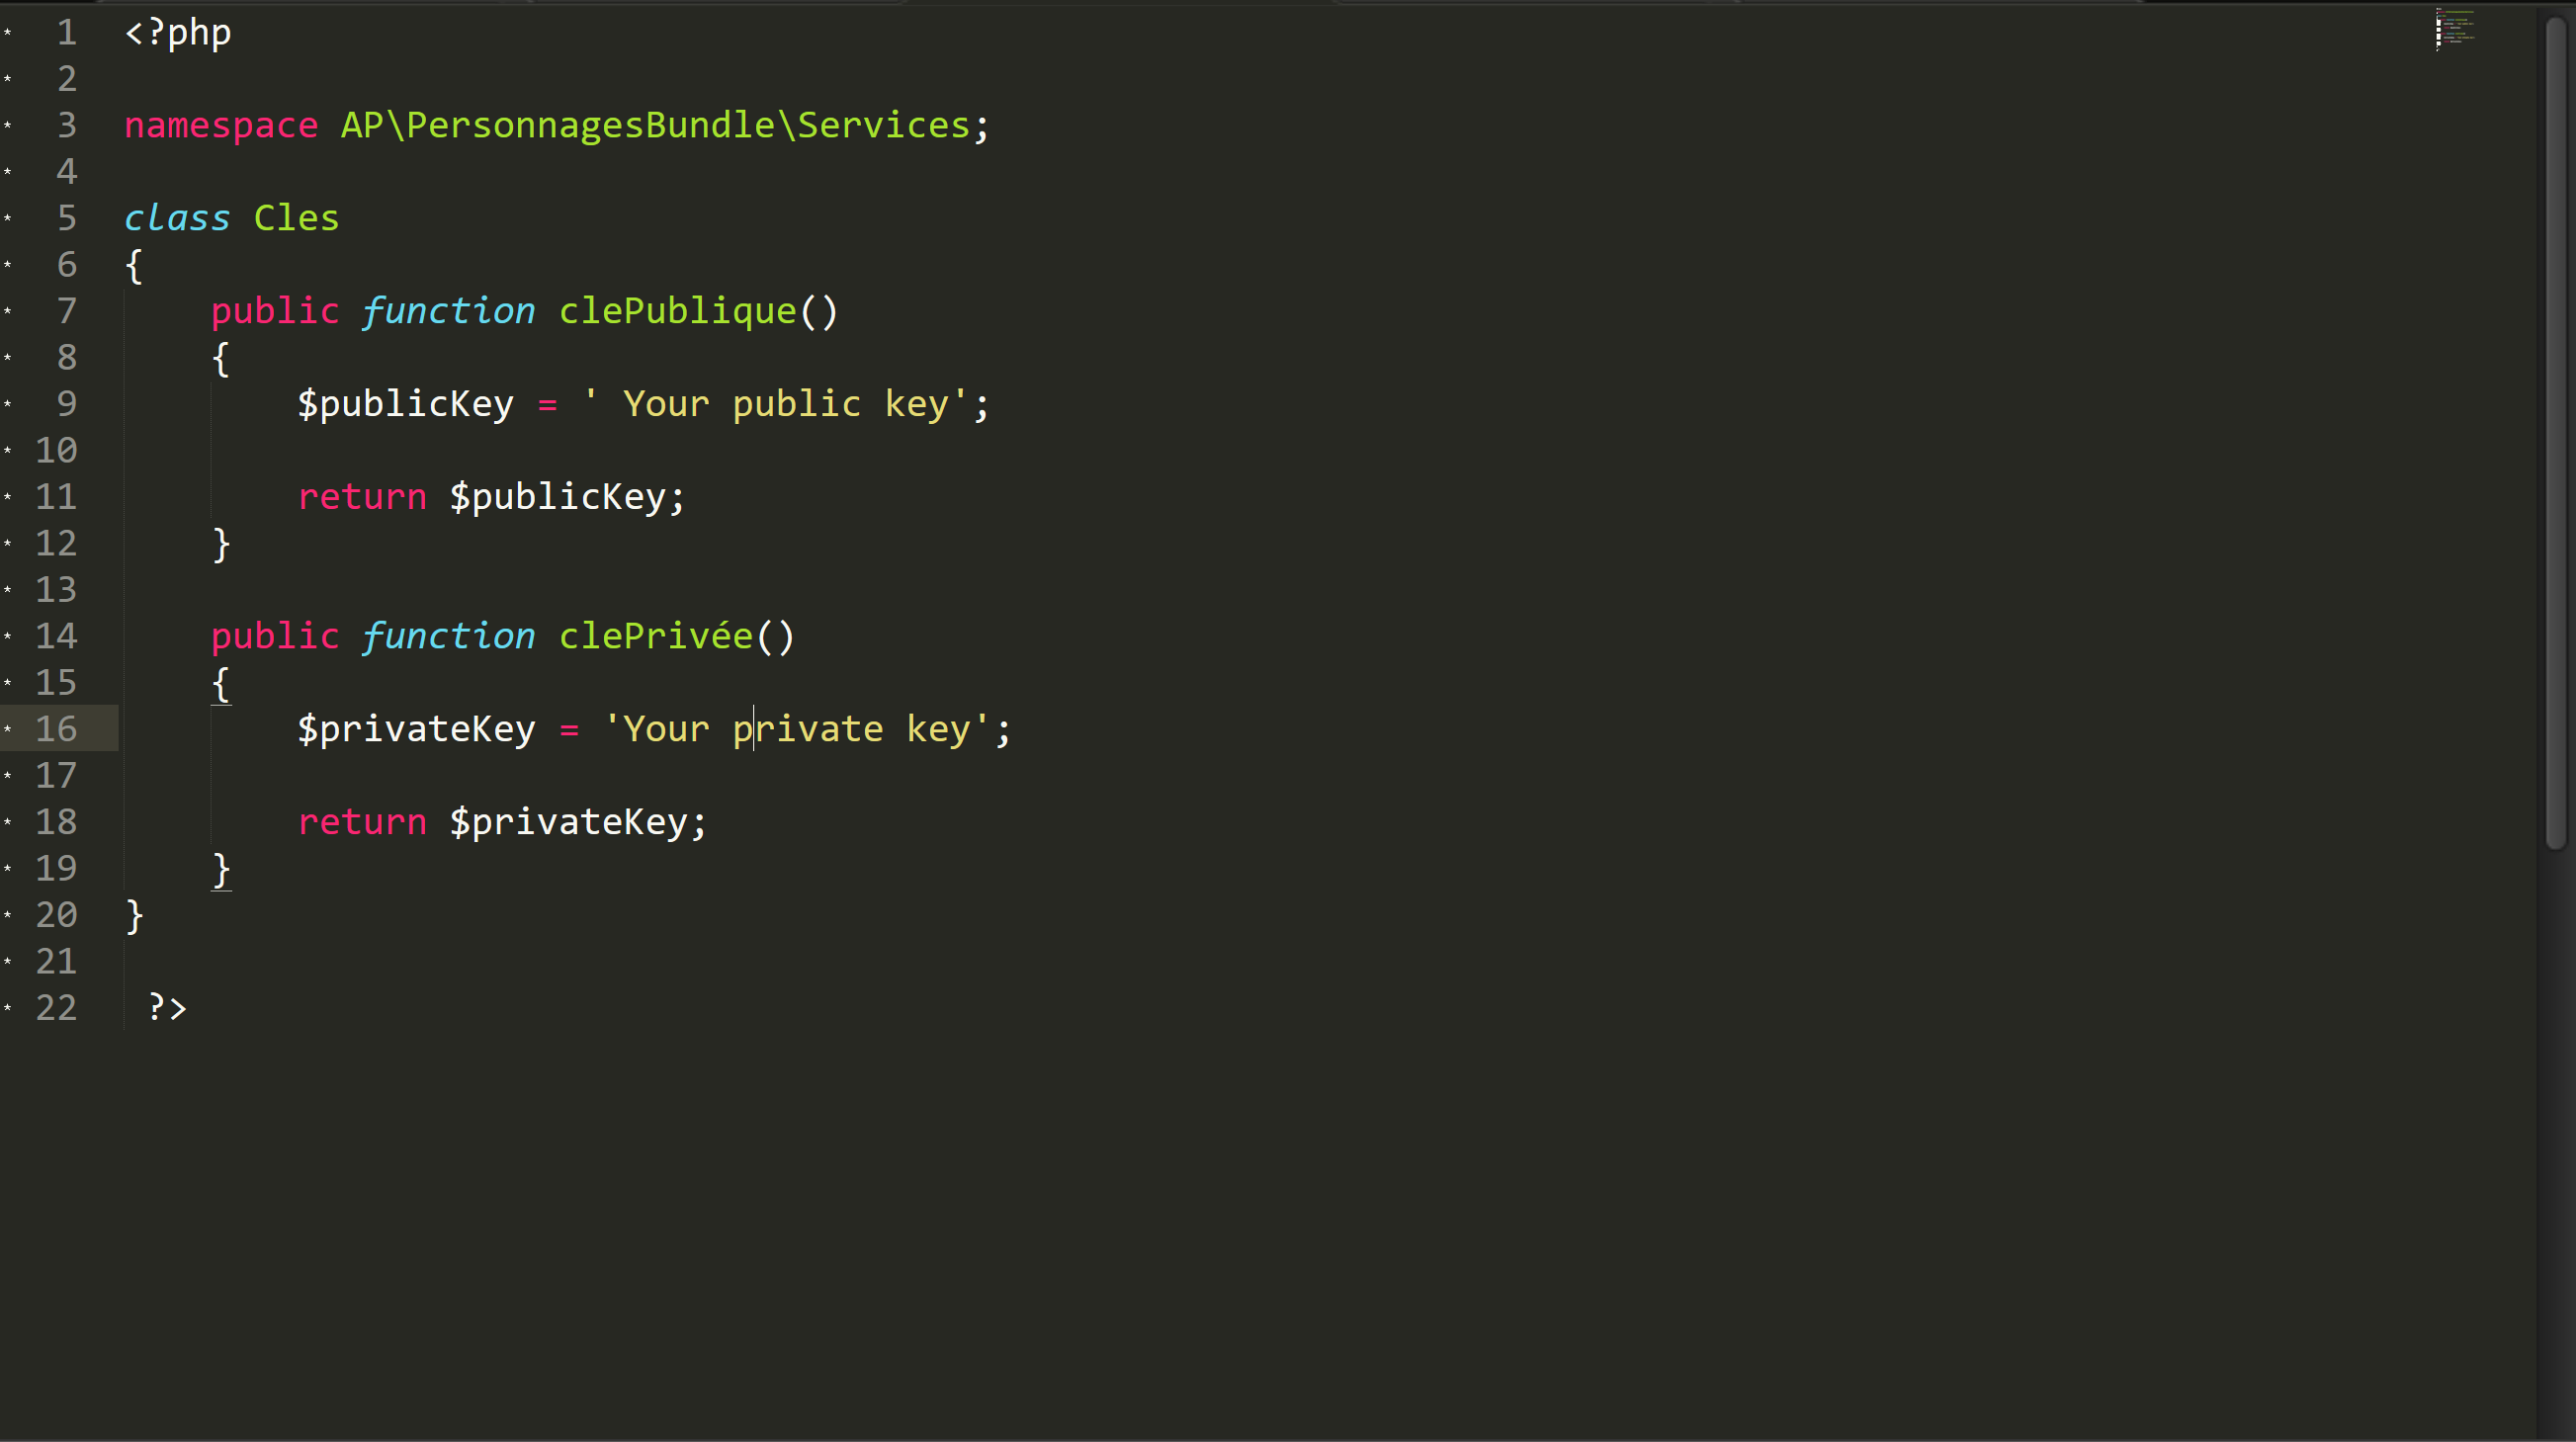 * 1 <?php
* 2
* 3 namespace AP\PersonnagesBundle\Services;
* 4
* 5 class Cles
* 6 {
* 7     public function clePublique()
* 8     {
* 9         $publicKey = ' Your public key';
* 10
* 11         return $publicKey;
* 12     }
* 13
* 14     public function clePrivée()
* 15     {
* 16         $privateKey = 'Your private key';
* 17
* 18         return $privateKey;
* 19     }
* 20 }
* 21
* 22  ?>